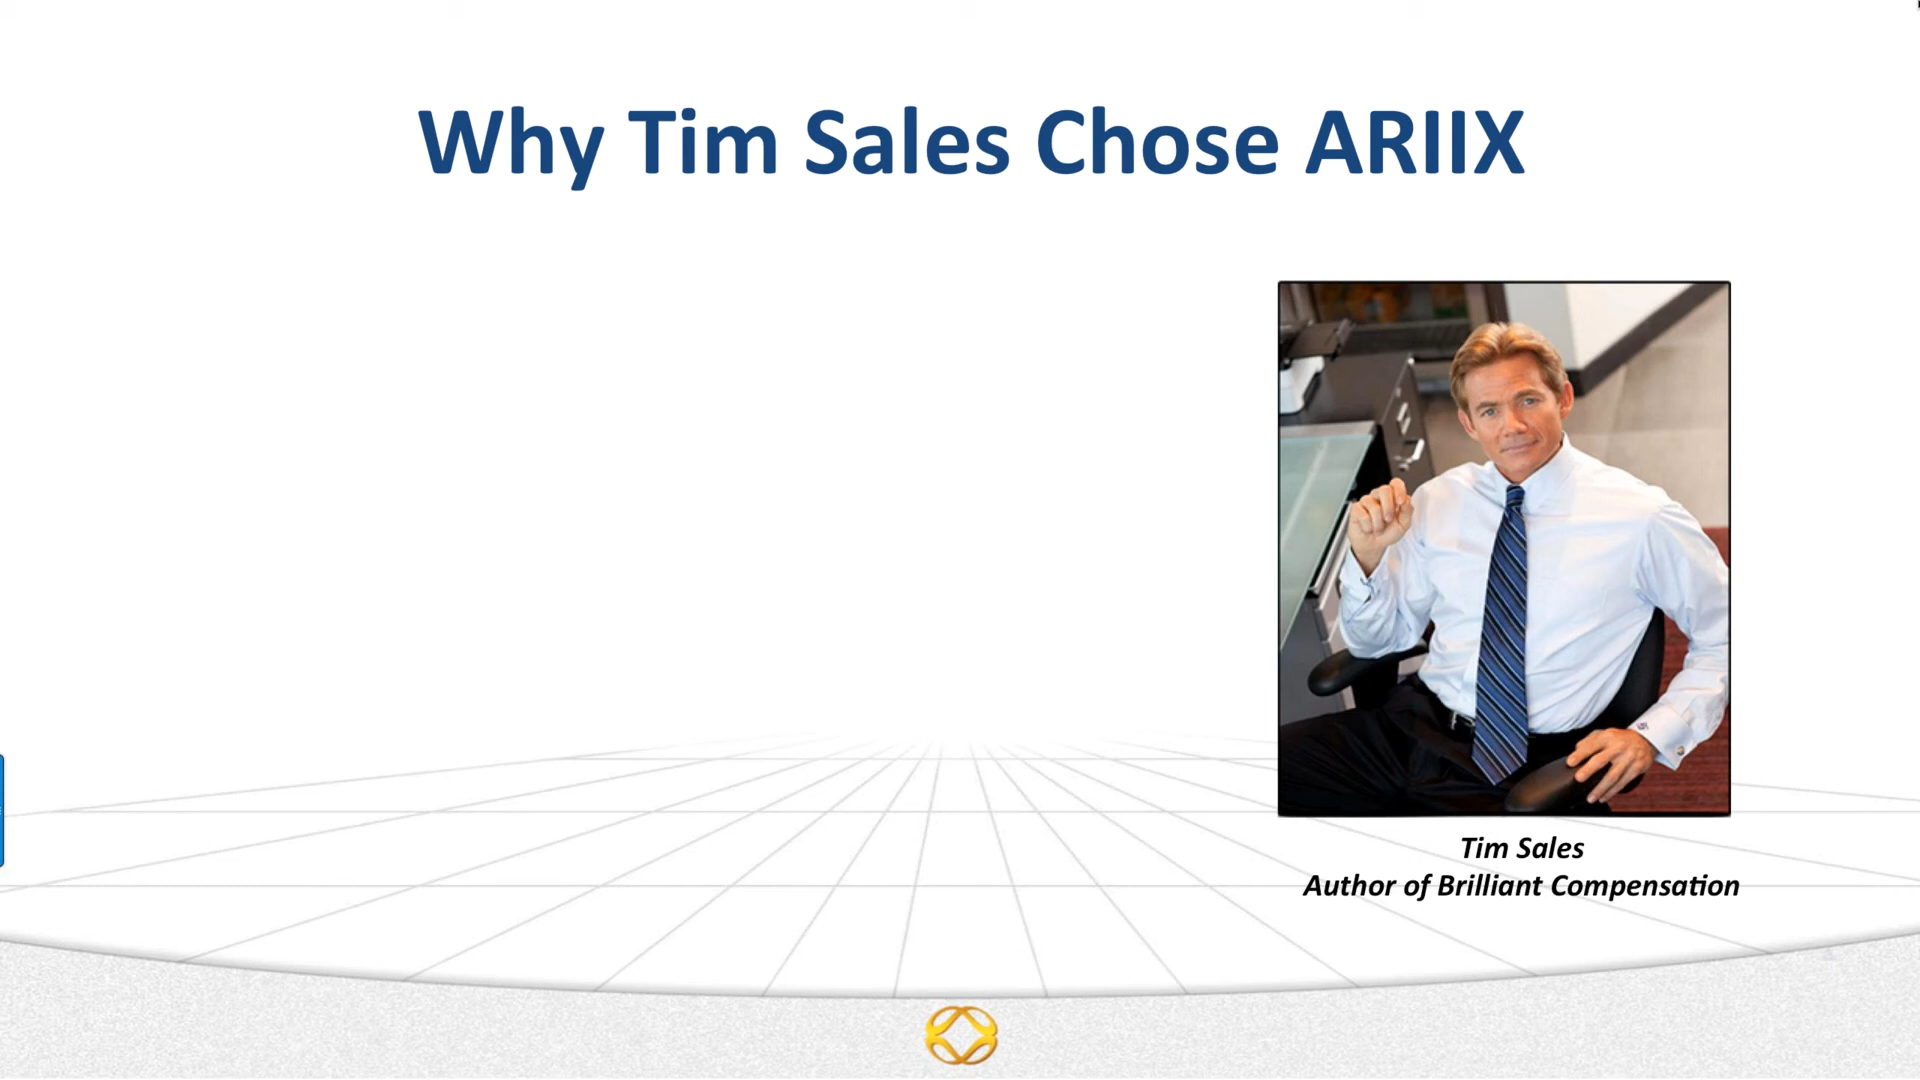 Why Tim Sales Chose ARIIX
Tim Sales
Author of Brilliant Compensation